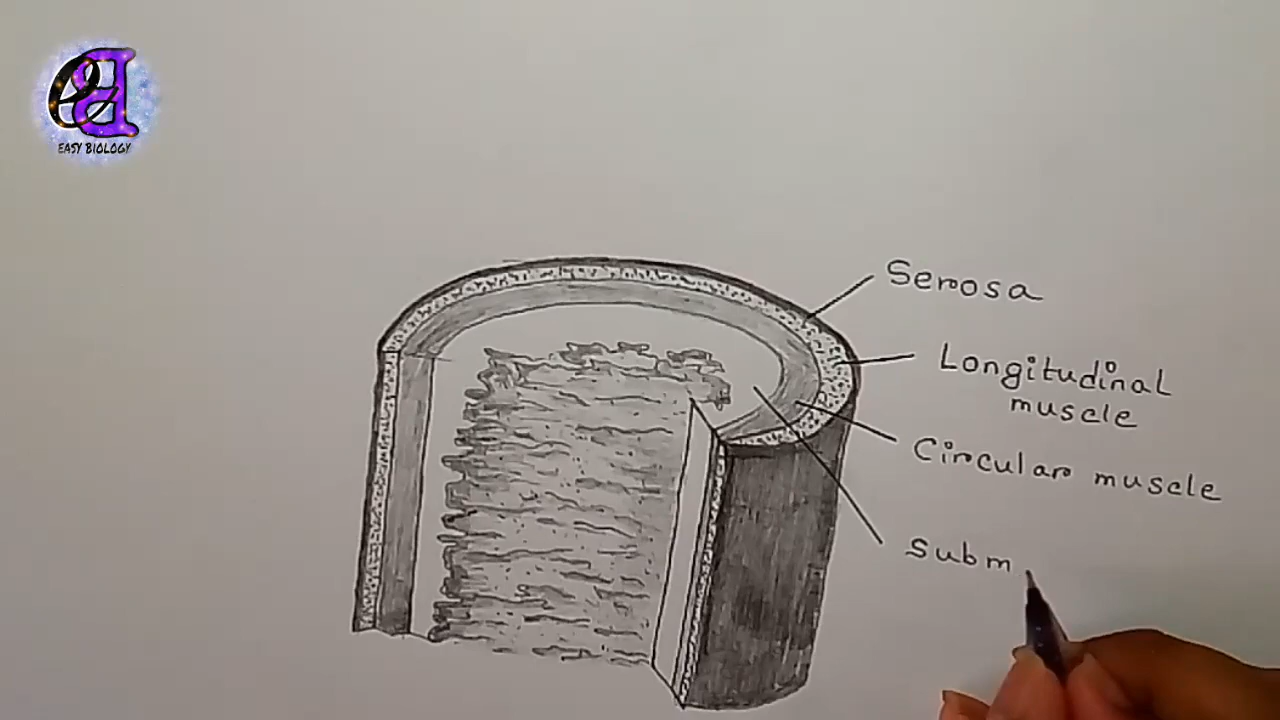 EASY BIOLOGY
Serosa
Longitudinal
muscle
Circular muscle
Subm